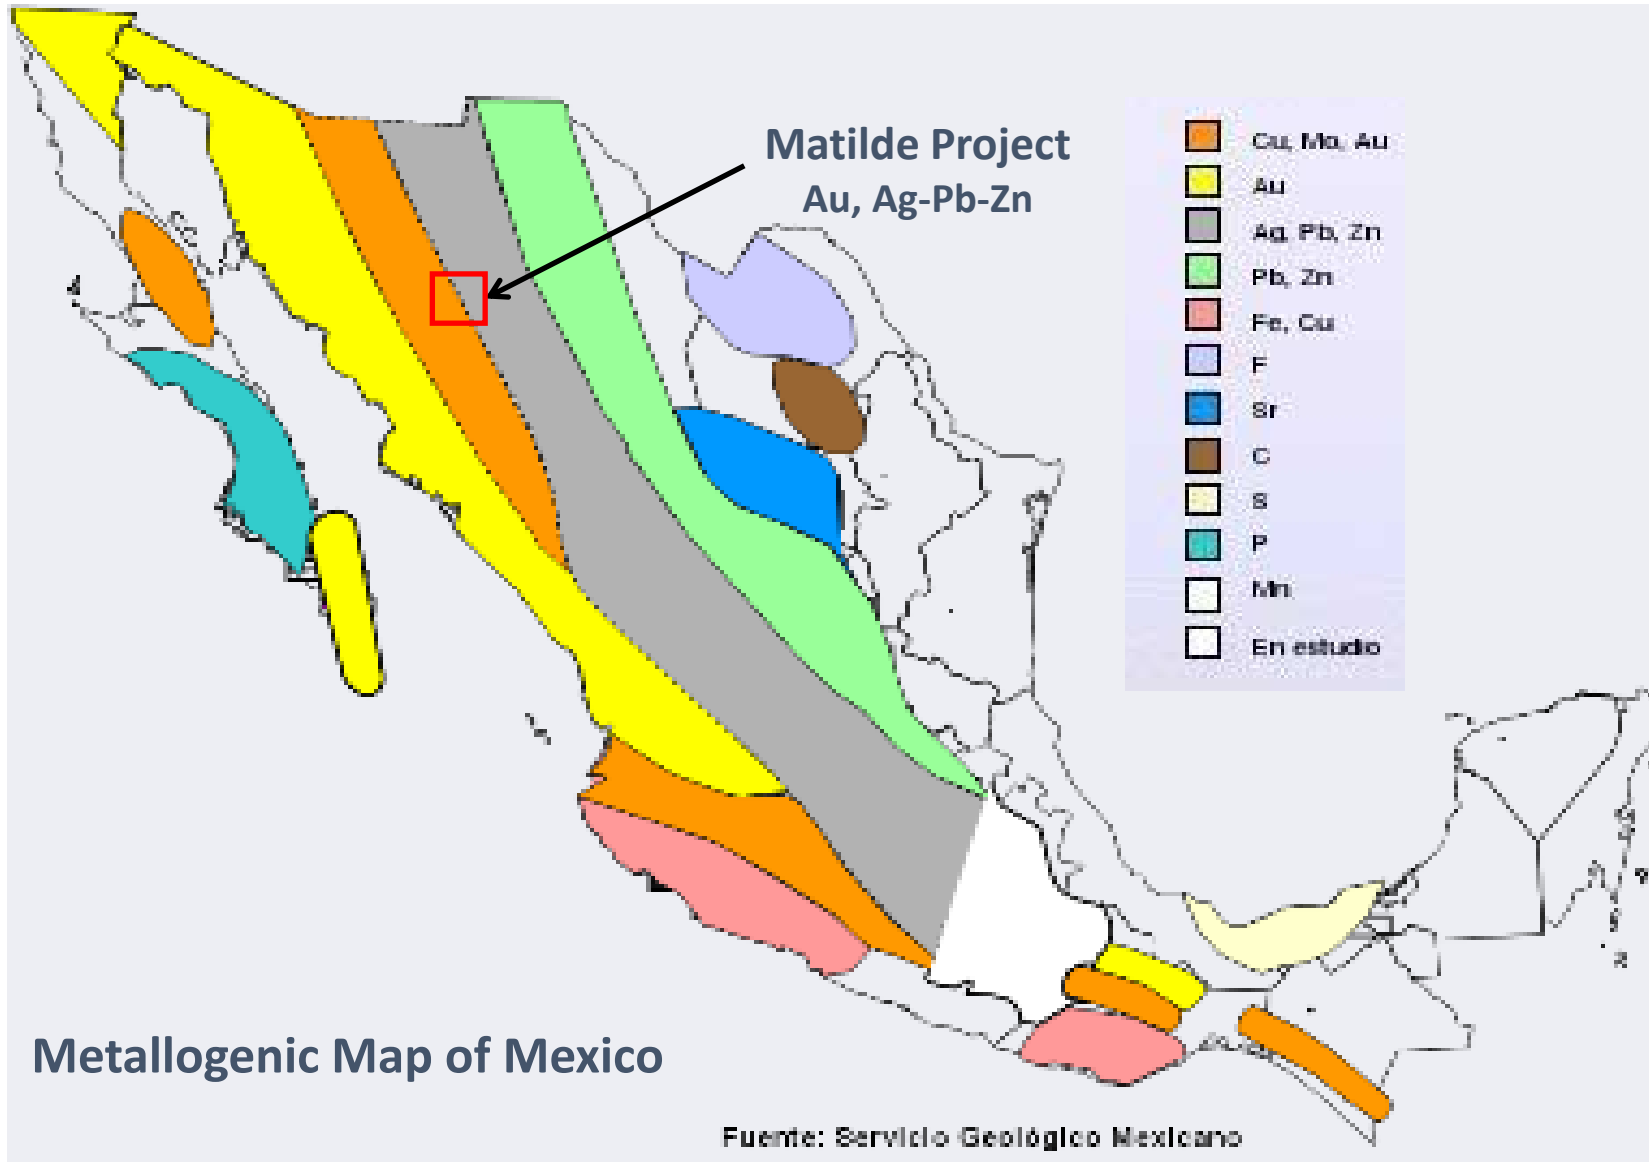 Matilde Project
Au, Ag-Pb-Zn
Cu, Mo, Au
Au
Ag, Pb, Zn
Pb, Zn
Fe, Cu
F
Sr
C
S
P
Mn
En estudio
Metallogenic Map of Mexico
Fuente: Servicio Geológico Mexicano